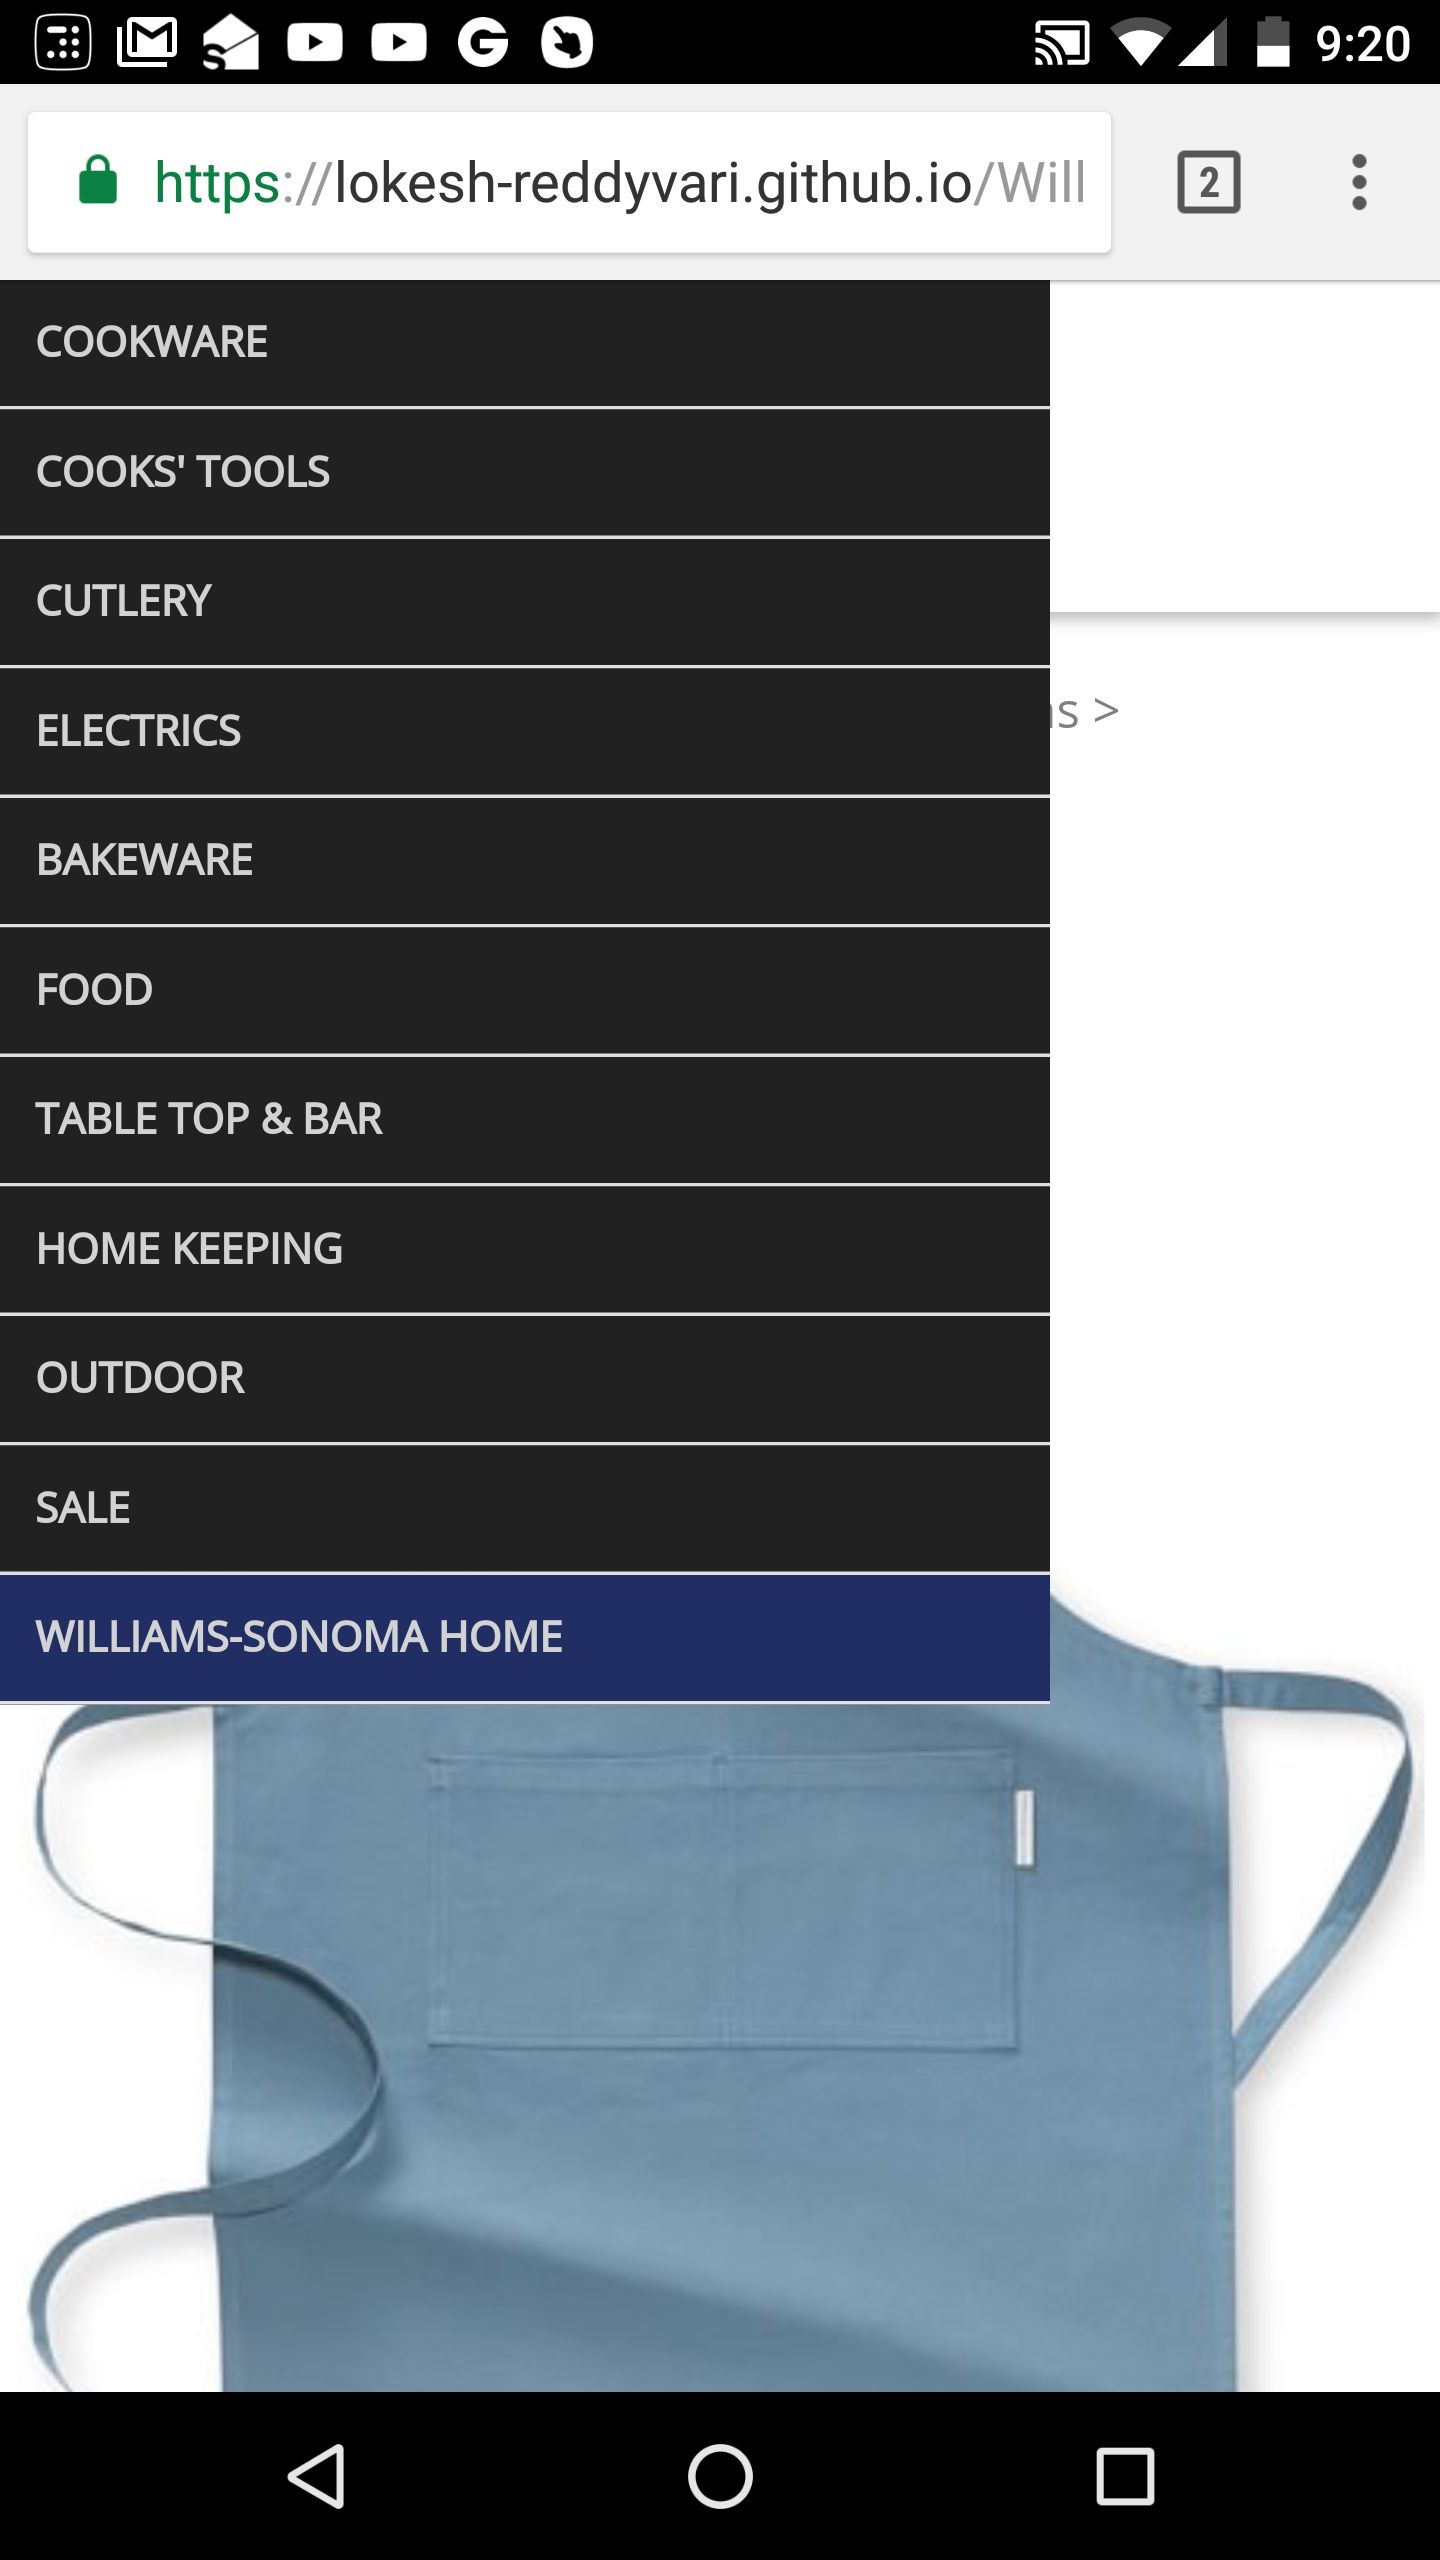 9:20
https://lokesh-reddyvari.github.io/Will
2
COOKWARE
COOKS' TOOLS
CUTLERY
ELECTRICS
s >
BAKEWARE
FOOD
TABLE TOP & BAR
HOME KEEPING
OUTDOOR
SALE
WILLIAMS-SONOMA HOME